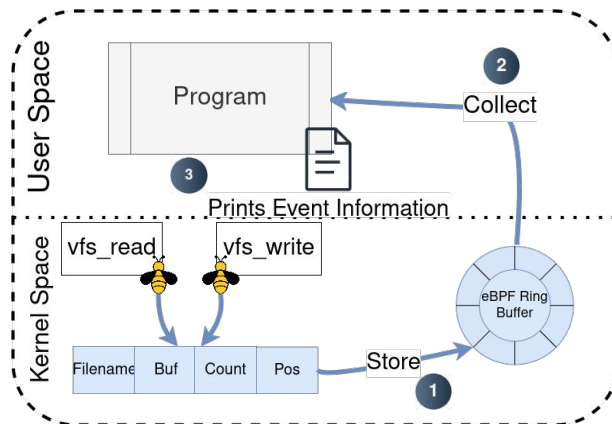 User Space
Program
2
Collect
3
Prints Event Information
Kernel Space
vfs_read
vfs_write
eBPF Ring
Buffer
Filename
Buf
Count
Pos
Store
1